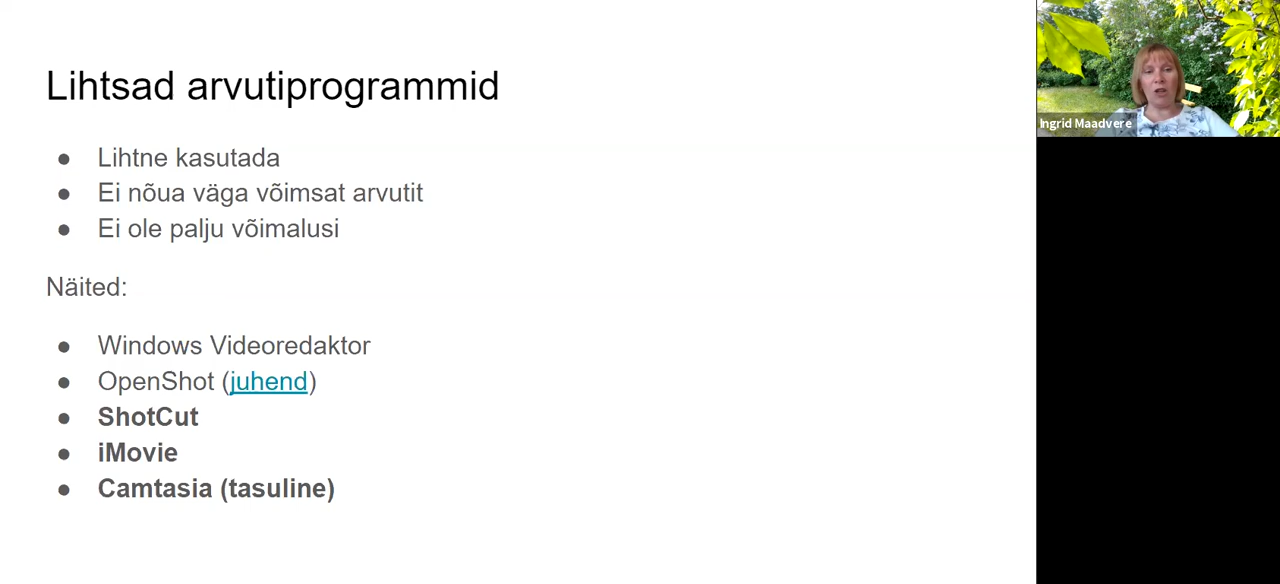 Lihtsad arvutiprogrammid
● Lihtne kasutada
● Ei nõua väga võimsat arvutit
● Ei ole palju võimalusi
Näited:
● Windows Videoredaktor
● OpenShot (juhend)
● ShotCut
● iMovie
● Camtasia (tasuline)
Ingrid Maadvere